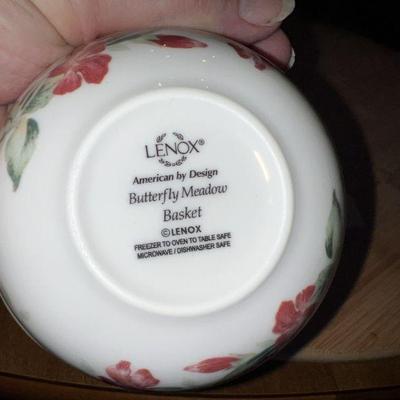 LENOX®
American by Design
Butterfly Meadow
Basket
©LENOX
FREEZER TO OVEN TO TABLE SAFE
MICROWAVE / DISHWASHER SAFE